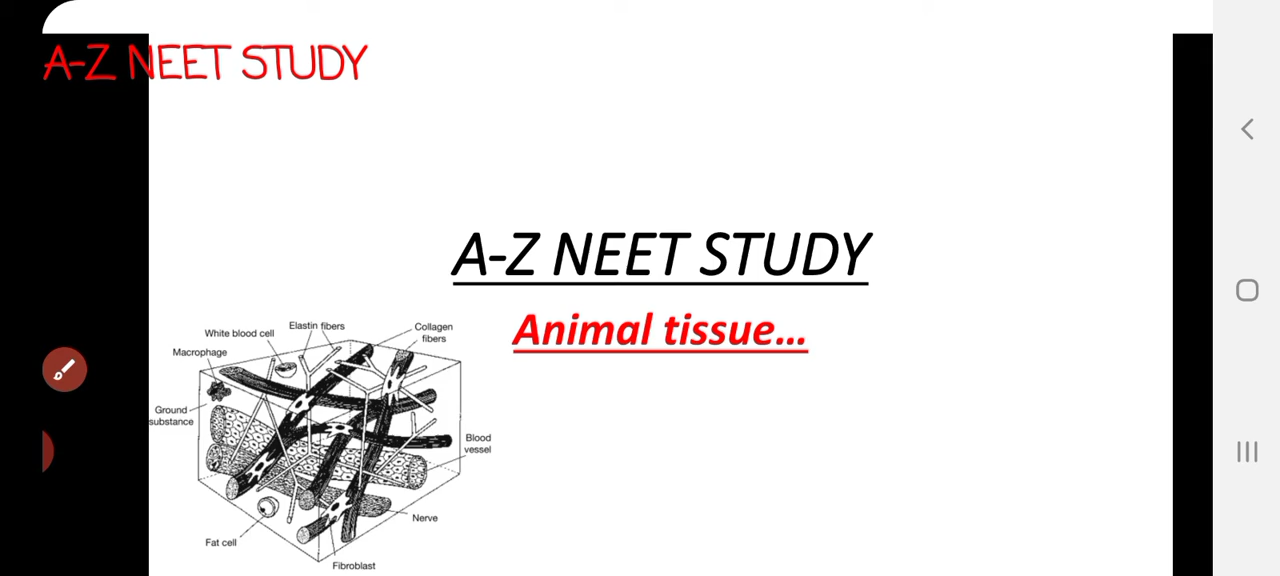 A-Z NEET STUDY
A-Z NEET STUDY
Animal tissue...
White blood cell
Elastin fibers
Collagen
fibers
Macrophage
Ground
substance
Blood
vessel
Nerve
Fat cell
Fibroblast